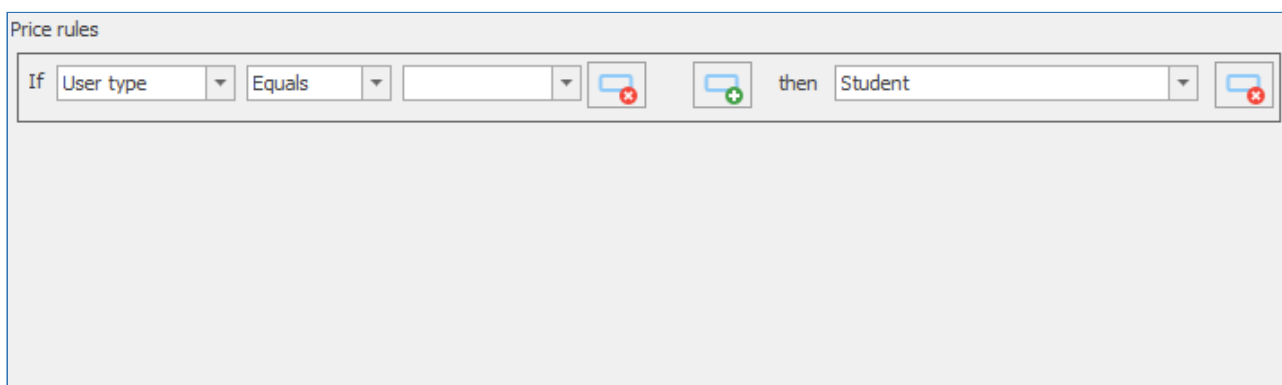 Price rules
If User type Equals then Student